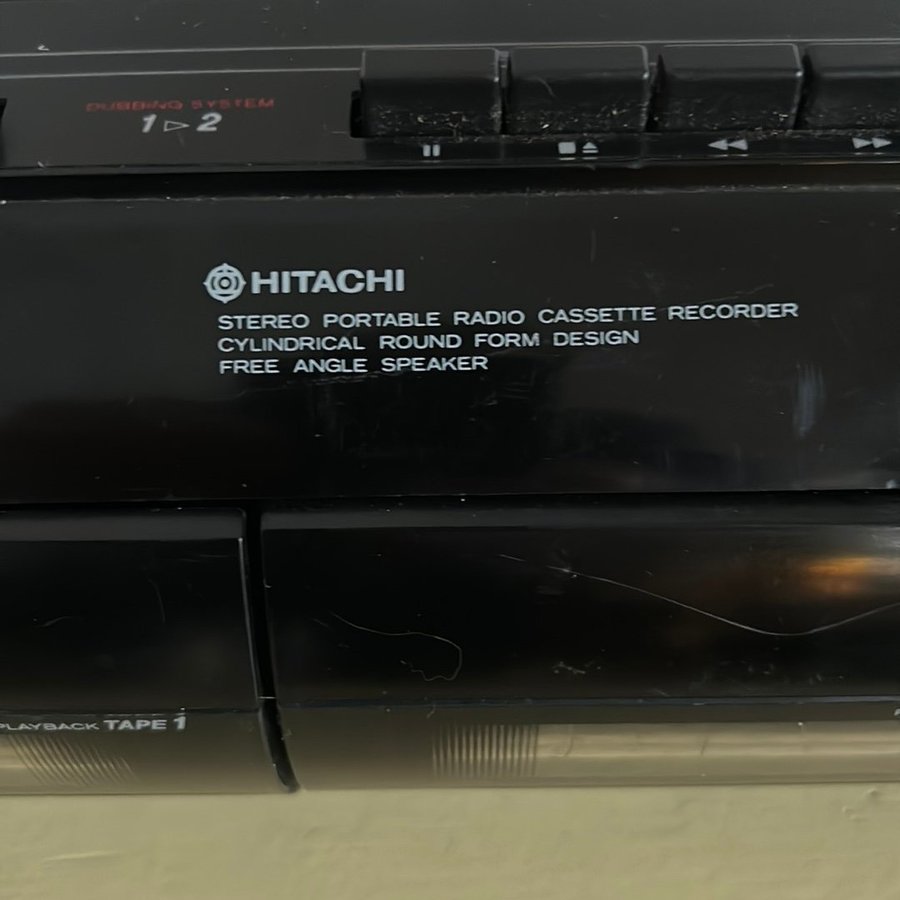 DUBBING SYSTEM
1 ▷ 2
HITACHI
STEREO PORTABLE RADIO CASSETTE RECORDER
CYLINDRICAL ROUND FORM DESIGN
FREE ANGLE SPEAKER
PLAYBACK TAPE 1